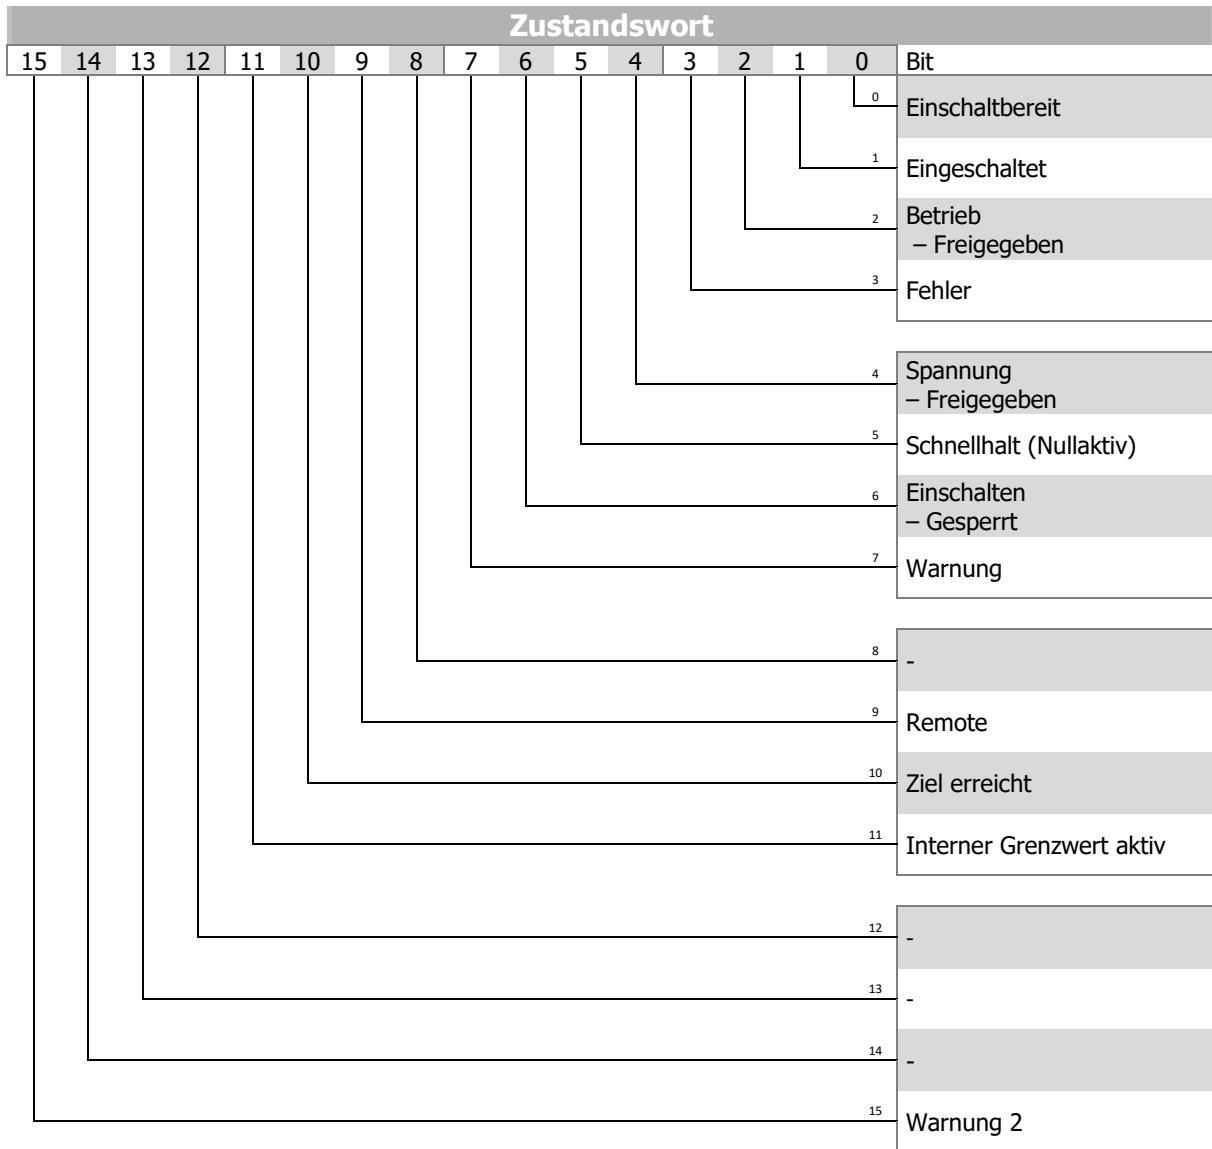 Zustandswort
15 14 13 12 11 10 9 8 7 6 5 4 3 2 1 0 Bit
0 Einschaltbereit
1 Eingeschaltet
2 Betrieb
– Freigegeben
3 Fehler
4 Spannung
– Freigegeben
5 Schnellhalt (Nullaktiv)
6 Einschalten
– Gesperrt
7 Warnung
8 -
9 Remote
10 Ziel erreicht
11 Interner Grenzwert aktiv
12 -
13 -
14 -
15 Warnung 2